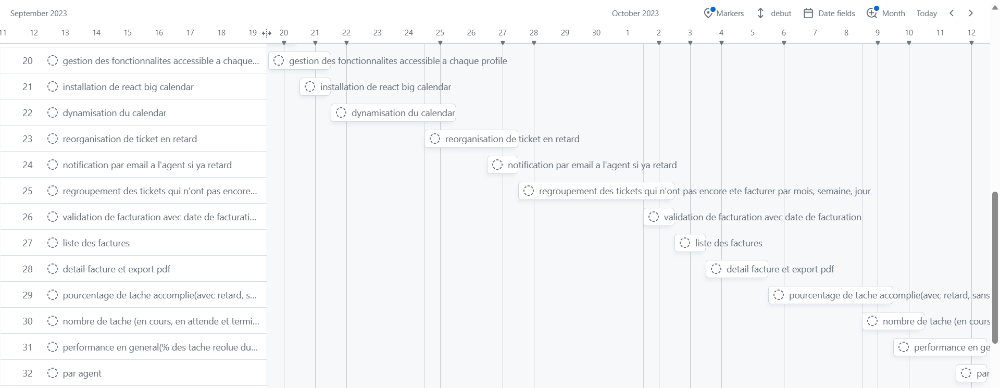 September 2023 October 2023 Markers debut Date fields Month Today
11 12 13 14 15 16 17 18 19 20 21 22 23 24 25 26 27 28 29 30 1 2 3 4 5 6 7 8 9 10 11 12
20 gestion des fonctionnalites accessible a chaque... gestion des fonctionnalites accessible a chaque profile
21 installation de react big calendar installation de react big calendar
22 dynamisation du calendar dynamisation du calendar
23 reorganisation de ticket en retard reorganisation de ticket en retard
24 notification par email a l'agent si ya retard notification par email a l'agent si ya retard
25 regroupement des tickets qui n'ont pas encore... regroupement des tickets qui n'ont pas encore ete facturer par mois, semaine, jour
26 validation de facturation avec date de facturati... validation de facturation avec date de facturation
27 liste des factures liste des factures
28 detail facture et export pdf detail facture et export pdf
29 pourcentage de tache accomplie(avec retard, s... pourcentage de tache accomplie(avec retard, sans
30 nombre de tache (en cours, en attende et termi... nombre de tache (en cours
31 performance en general(% des tache reolue du... performance en ge
32 par agent par